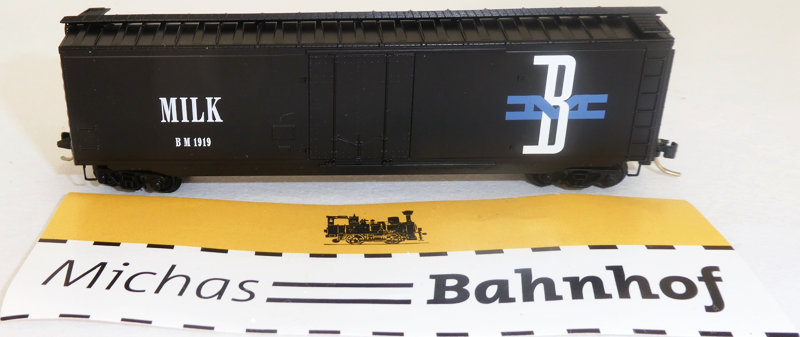 MILK
B M 1919
BM
Michas Bahnhof